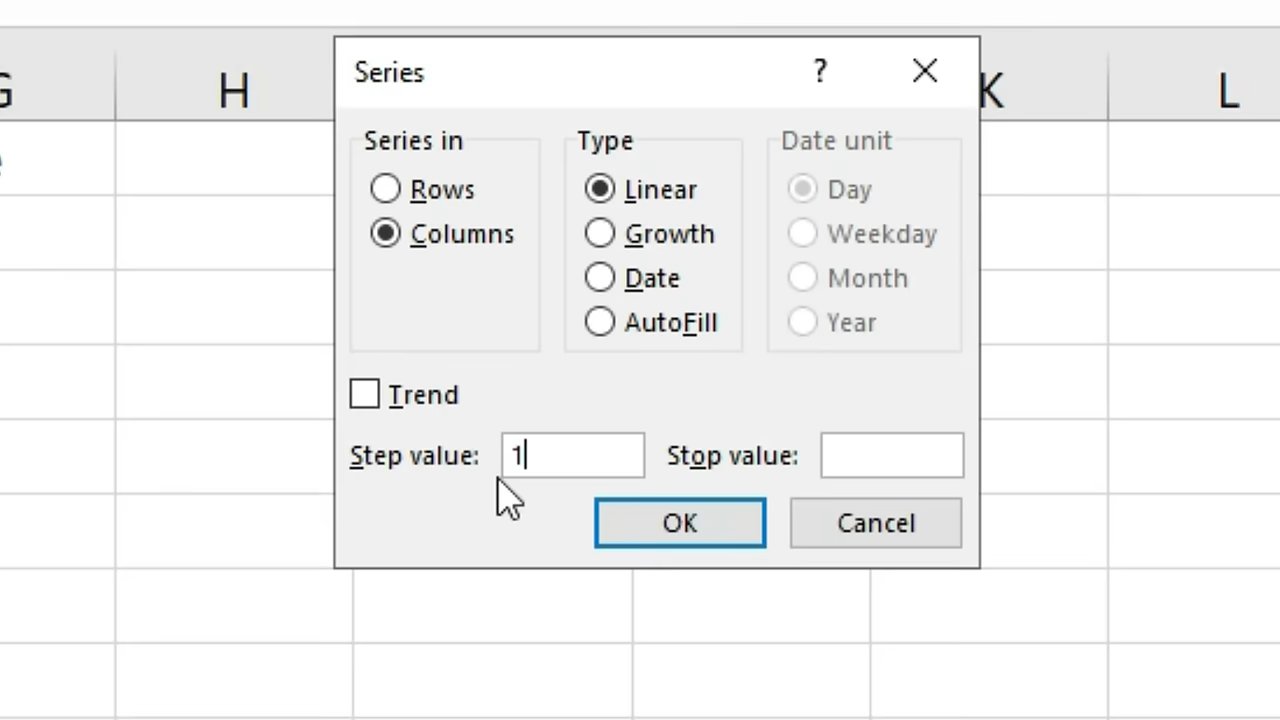 G H K L
Series ?
Series in Type Date unit
Rows Linear Day
Columns Growth Weekday
Date Month
AutoFill Year
Trend
Step value: 1 Stop value:
OK Cancel